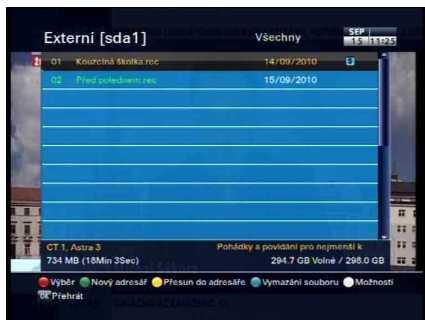 Externí [sda1] Všechny SEP 15 11:25
01 Kouzelná školka.rec 14/09/2010 S
02 Před polednem.rec 15/09/2010
CT 1, Astra 3 Pohádky a povídání pro nejmenší k
734 MB (18Min 3Sec) 294.7 GB Volné / 298.0 GB
Výběr Nový adresář Přesun do adresáře Vymazání souboru Možnosti
OK Přehrát